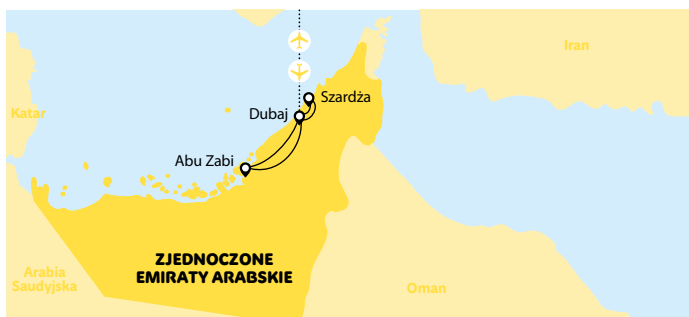 Iran
Szardża
Katar
Dubaj
Abu Zabi
ZJEDNOCZONE
EMIRATY ARABSKIE
Arabia
Saudyjska
Oman